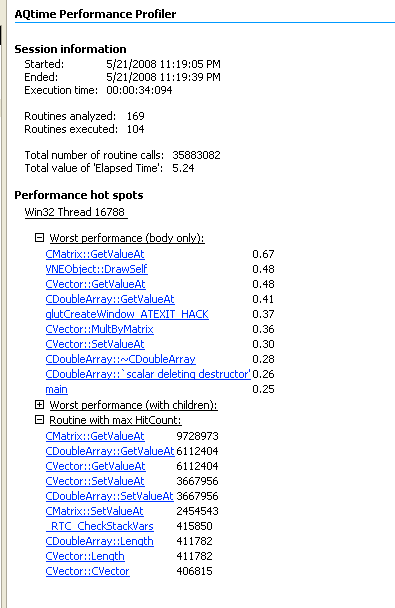 AQtime Performance Profiler
Session information
Started: 5/21/2008 11:19:05 PM
Ended: 5/21/2008 11:19:39 PM
Execution time: 00:00:34:094
Routines analyzed: 169
Routines executed: 104
Total number of routine calls: 35883082
Total value of 'Elapsed Time': 5.24
Performance hot spots
Win32 Thread 16788
Worst performance (body only):
CMatrix::GetValueAt 0.67
VNEObject::DrawSelf 0.48
CVector::GetValueAt 0.48
CDoubleArray::GetValueAt 0.41
glutCreateWindow_ATEXIT_HACK 0.37
CVector::MultByMatrix 0.36
CVector::SetValueAt 0.30
CDoubleArray::~CDoubleArray 0.28
CDoubleArray::`scalar deleting destructor' 0.26
main 0.25
Worst performance (with children):
Routine with max HitCount:
CMatrix::GetValueAt 9728973
CDoubleArray::GetValueAt 6112404
CVector::GetValueAt 6112404
CVector::SetValueAt 3667956
CDoubleArray::SetValueAt 3667956
CMatrix::SetValueAt 2454543
_RTC_CheckStackVars 415850
CDoubleArray::Length 411782
CVector::Length 411782
CVector::CVector 406815